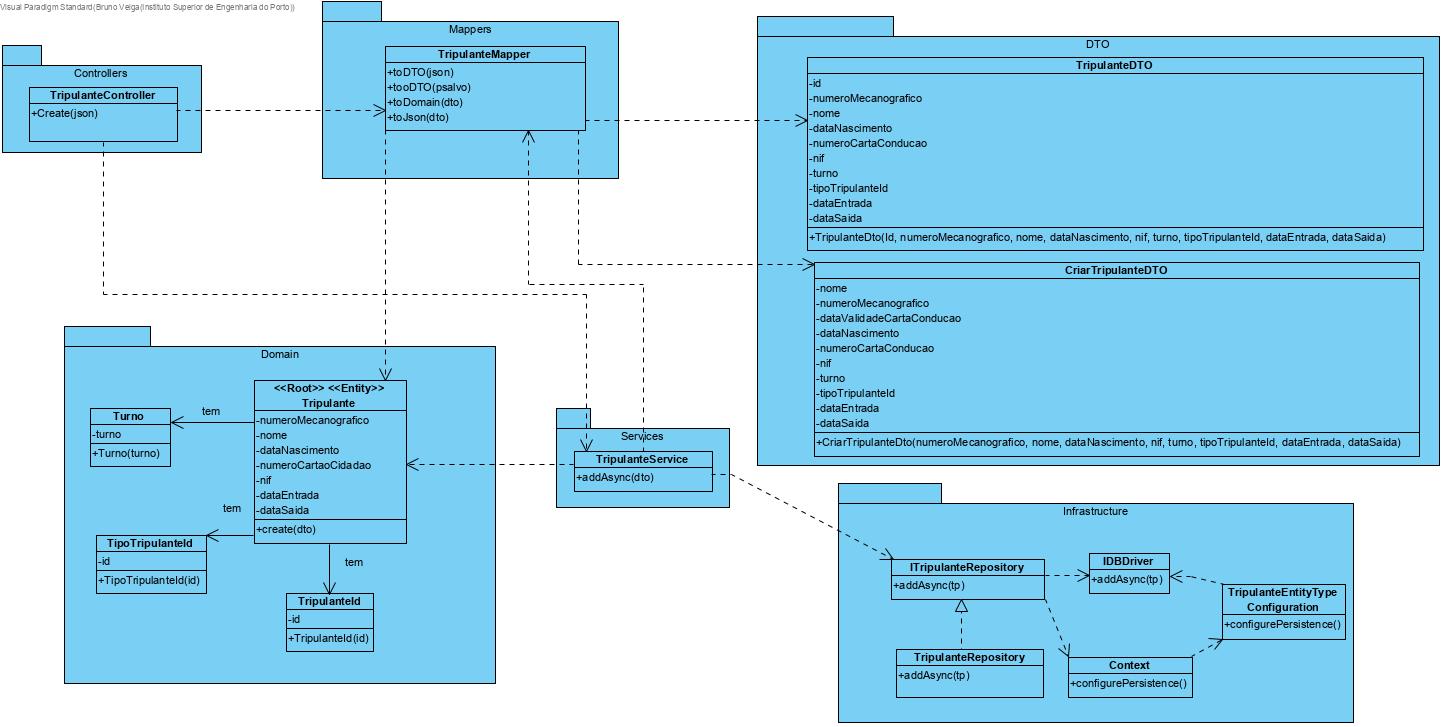 Visual Paradigm Standard(Bruno Veiga(Instituto Superior de Engenharia do Porto))
Controllers
TripulanteController
+Create(json)
Mappers
TripulanteMapper
+toDTO(json)
+tooDTO(psalvo)
+toDomain(dto)
+toJson(dto)
DTO
TripulanteDTO
-id
-numeroMecanografico
-nome
-dataNascimento
-numeroCartaConducao
-nif
-turno
-tipoTripulanteId
-dataEntrada
-dataSaida
+TripulanteDto(Id, numeroMecanografico, nome, dataNascimento, nif, turno, tipoTripulanteId, dataEntrada, dataSaida)
CriarTripulanteDTO
-nome
-numeroMecanografico
-dataValidadeCartaConducao
-dataNascimento
-numeroCartaConducao
-nif
-turno
-tipoTripulanteId
-dataEntrada
-dataSaida
+CriarTripulanteDto(numeroMecanografico, nome, dataNascimento, nif, turno, tipoTripulanteId, dataEntrada, dataSaida)
Domain
<<Root>> <<Entity>>
Tripulante
-numeroMecanografico
-nome
-dataNascimento
-numeroCartaoCidadao
-nif
-dataEntrada
-dataSaida
+create(dto)
tem
Turno
-turno
+Turno(turno)
tem
TipoTripulanteId
-id
+TipoTripulanteId(id)
tem
TripulanteId
-id
+TripulanteId(id)
Services
TripulanteService
+addAsync(dto)
Infrastructure
ITripulanteRepository
+addAsync(tp)
IDBDriver
+addAsync(tp)
TripulanteEntityType
Configuration
+configurePersistence()
TripulanteRepository
+addAsync(tp)
Context
+configurePersistence()